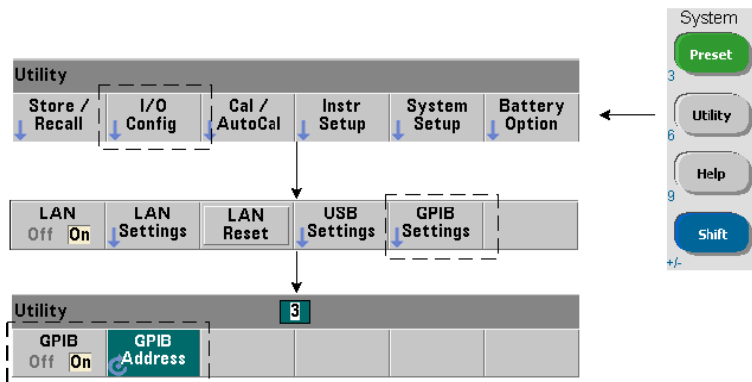 System
Preset
3
Utility
6
Help
9
Shift
+/-
Utility
Store / Recall
I/O Config
Cal / AutoCal
Instr Setup
System Setup
Battery Option
LAN Off On
LAN Settings
LAN Reset
USB Settings
GPIB Settings
Utility 3
GPIB Off On
GPIB Address